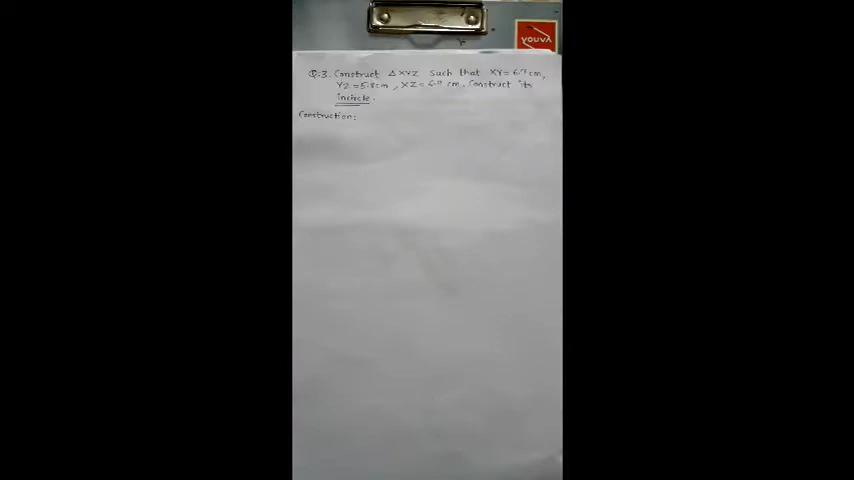 YOUVA
Q.3. Construct Δ XYZ such that XY = 6.7 cm,
YZ = 5.8 cm, XZ = 6.9 cm. Construct its
incircle.
Construction: